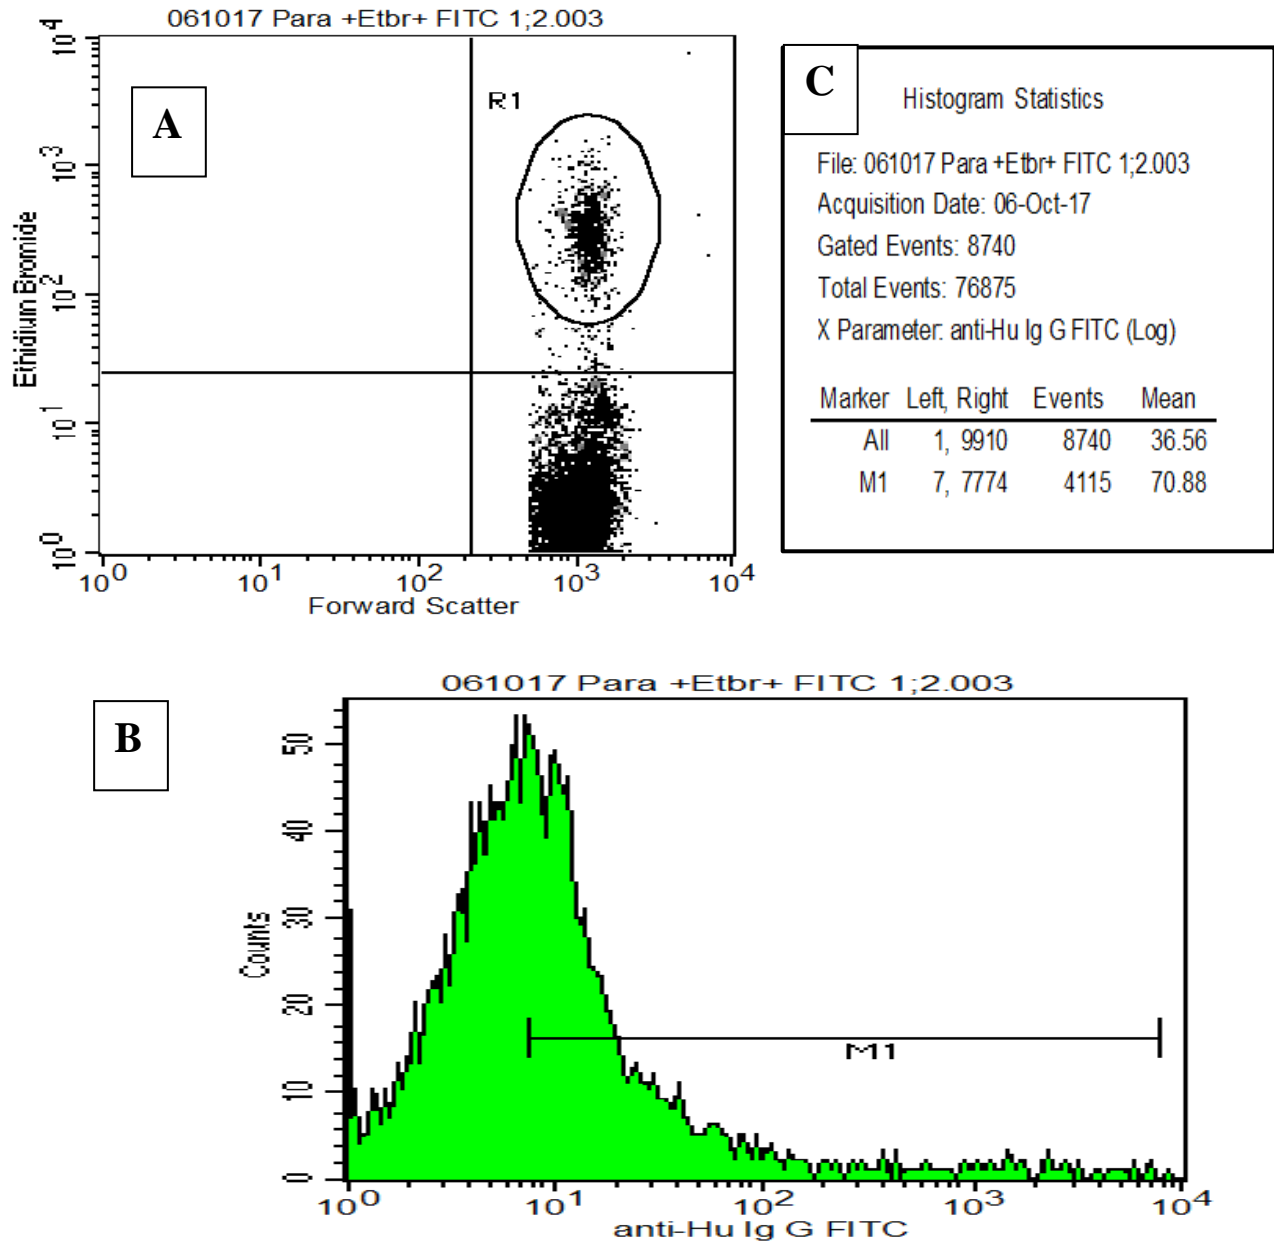 061017 Para +Etbr+ FITC 1;2.003
A
R1
Ethidium Bromide
10^4
10^3
10^2
10^1
10^0
10^0 10^1 10^2 10^3 10^4
Forward Scatter
C
Histogram Statistics
File: 061017 Para +Etbr+ FITC 1;2.003
Acquisition Date: 06-Oct-17
Gated Events: 8740
Total Events: 76875
X Parameter: anti-Hu Ig G FITC (Log)
Marker Left, Right Events Mean
All 1, 9910 8740 36.56
M1 7, 7774 4115 70.88
B
061017 Para +Etbr+ FITC 1;2.003
Counts
50
40
30
20
10
0
M1
10^0 10^1 10^2 10^3 10^4
anti-Hu Ig G FITC